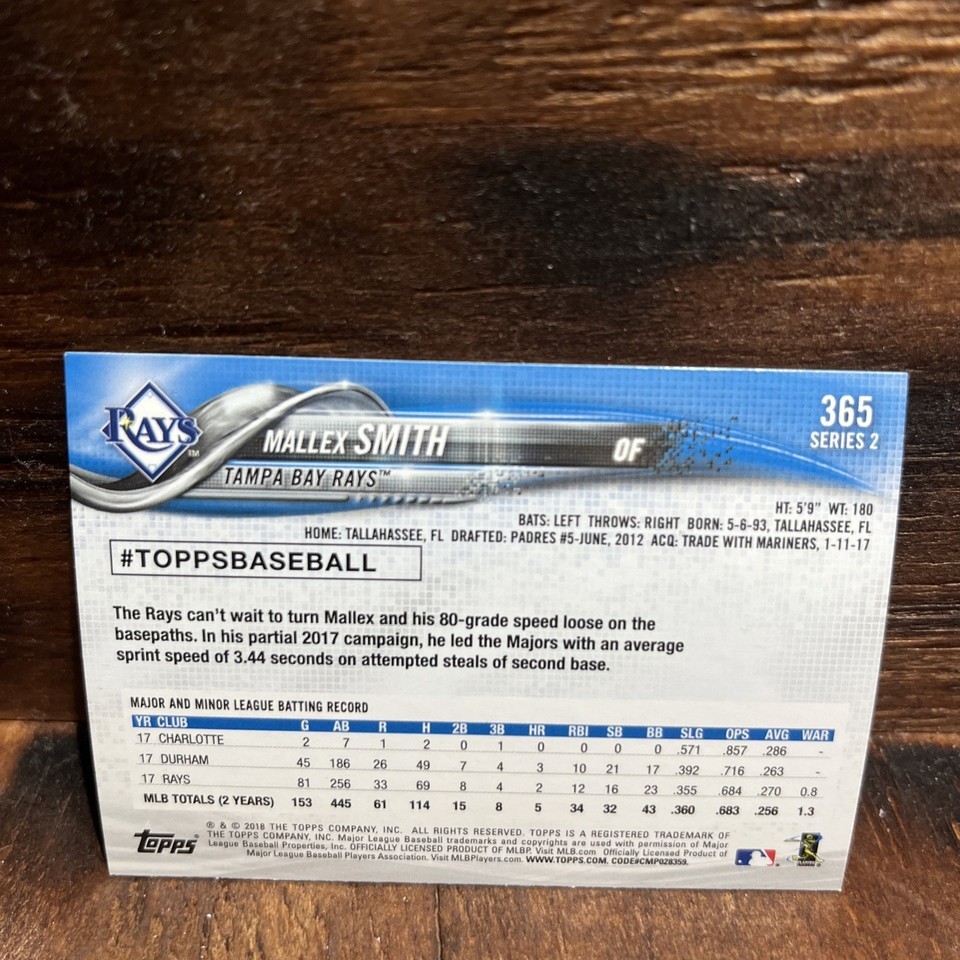 RAYS™
MALLEX SMITH OF
TAMPA BAY RAYS™
365
SERIES 2
HT: 5'9" WT: 180
BATS: LEFT THROWS: RIGHT BORN: 5-6-93, TALLAHASSEE, FL
HOME: TALLAHASSEE, FL DRAFTED: PADRES #5-JUNE, 2012 ACQ: TRADE WITH MARINERS, 1-11-17
#TOPPSBASEBALL
The Rays can't wait to turn Mallex and his 80-grade speed loose on the
basepaths. In his partial 2017 campaign, he led the Majors with an average
sprint speed of 3.44 seconds on attempted steals of second base.
MAJOR AND MINOR LEAGUE BATTING RECORD
YR CLUB G AB R H 2B 3B HR RBI SB BB SLG OPS AVG WAR
17 CHARLOTTE 2 7 1 2 0 1 0 0 0 0 .571 .857 .286 -
17 DURHAM 45 186 26 49 7 4 3 10 21 17 .392 .716 .263 -
17 RAYS 81 256 33 69 8 4 2 12 16 23 .355 .684 .270 0.8
MLB TOTALS (2 YEARS) 153 445 61 114 15 8 5 34 32 43 .360 .683 .256 1.3
Topps®
® & © 2018 THE TOPPS COMPANY, INC. ALL RIGHTS RESERVED. TOPPS IS A REGISTERED TRADEMARK OF
THE TOPPS COMPANY, INC. Major League Baseball trademarks and copyrights are used with permission of Major
League Baseball Properties, Inc. OFFICIALLY LICENSED PRODUCT OF MLBP. Visit MLB.com Officially Licensed Product of
Major League Baseball Players Association. Visit MLBPlayers.com. WWW.TOPPS.COM. CODE#CMP028359.